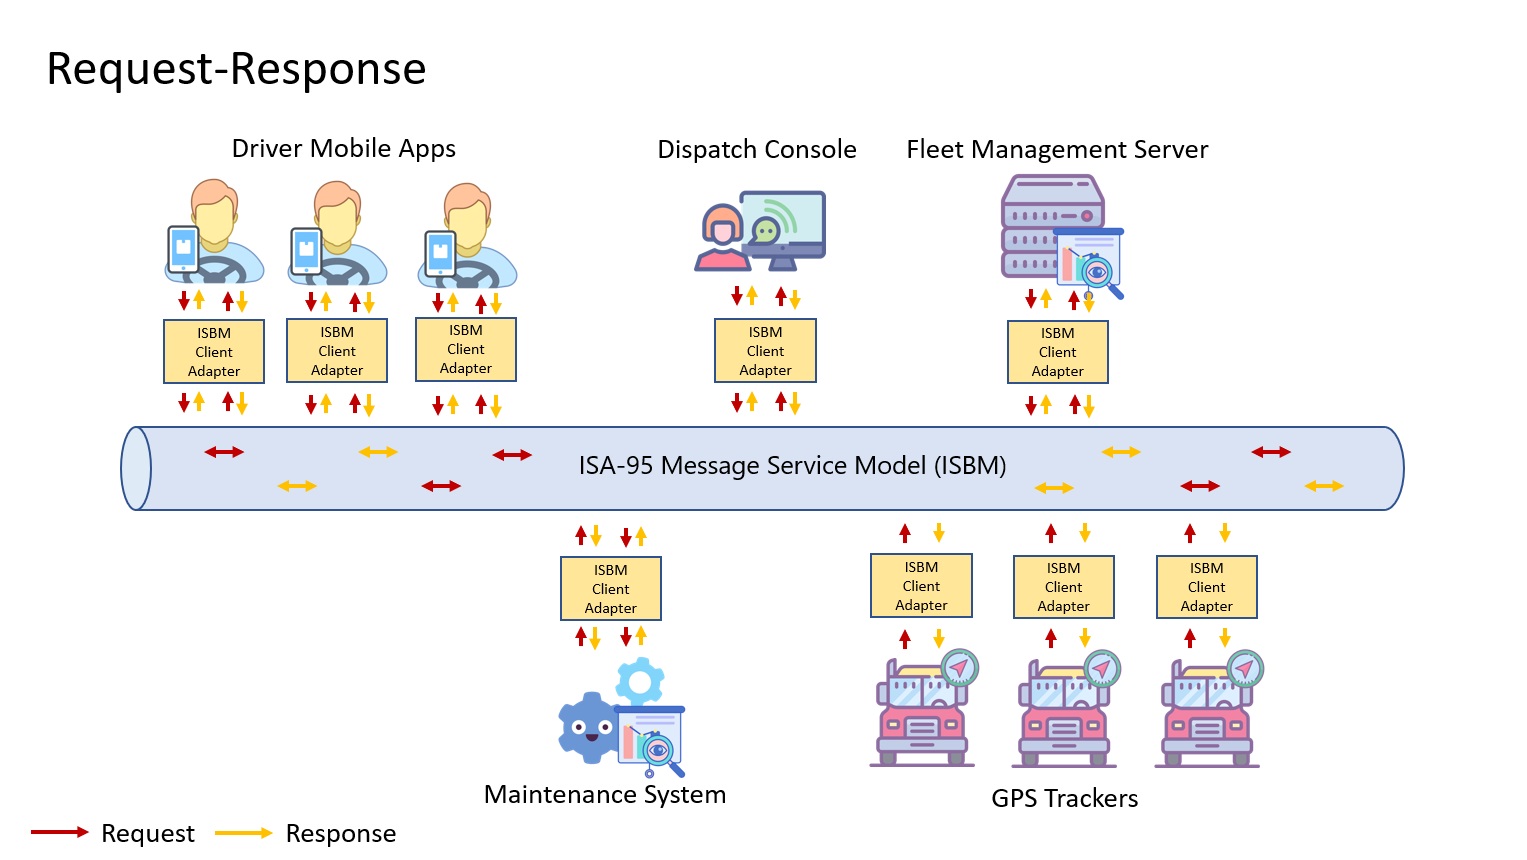 Request-Response
Driver Mobile Apps
Dispatch Console
Fleet Management Server
ISBM
Client
Adapter
ISBM
Client
Adapter
ISBM
Client
Adapter
ISBM
Client
Adapter
ISBM
Client
Adapter
ISA-95 Message Service Model (ISBM)
ISBM
Client
Adapter
ISBM
Client
Adapter
ISBM
Client
Adapter
ISBM
Client
Adapter
Maintenance System
GPS Trackers
Request
Response